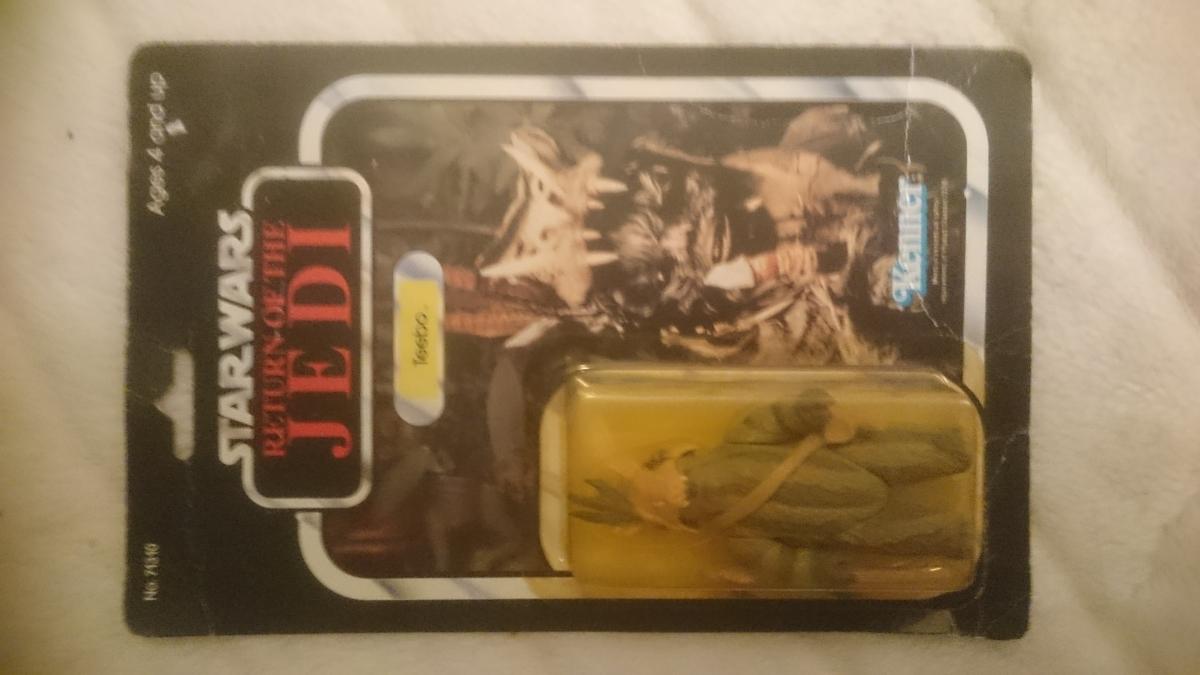 No. 71310
Ages 4 and up
STAR WARS
RETURN OF THE
JEDI
Teebo
Kenner